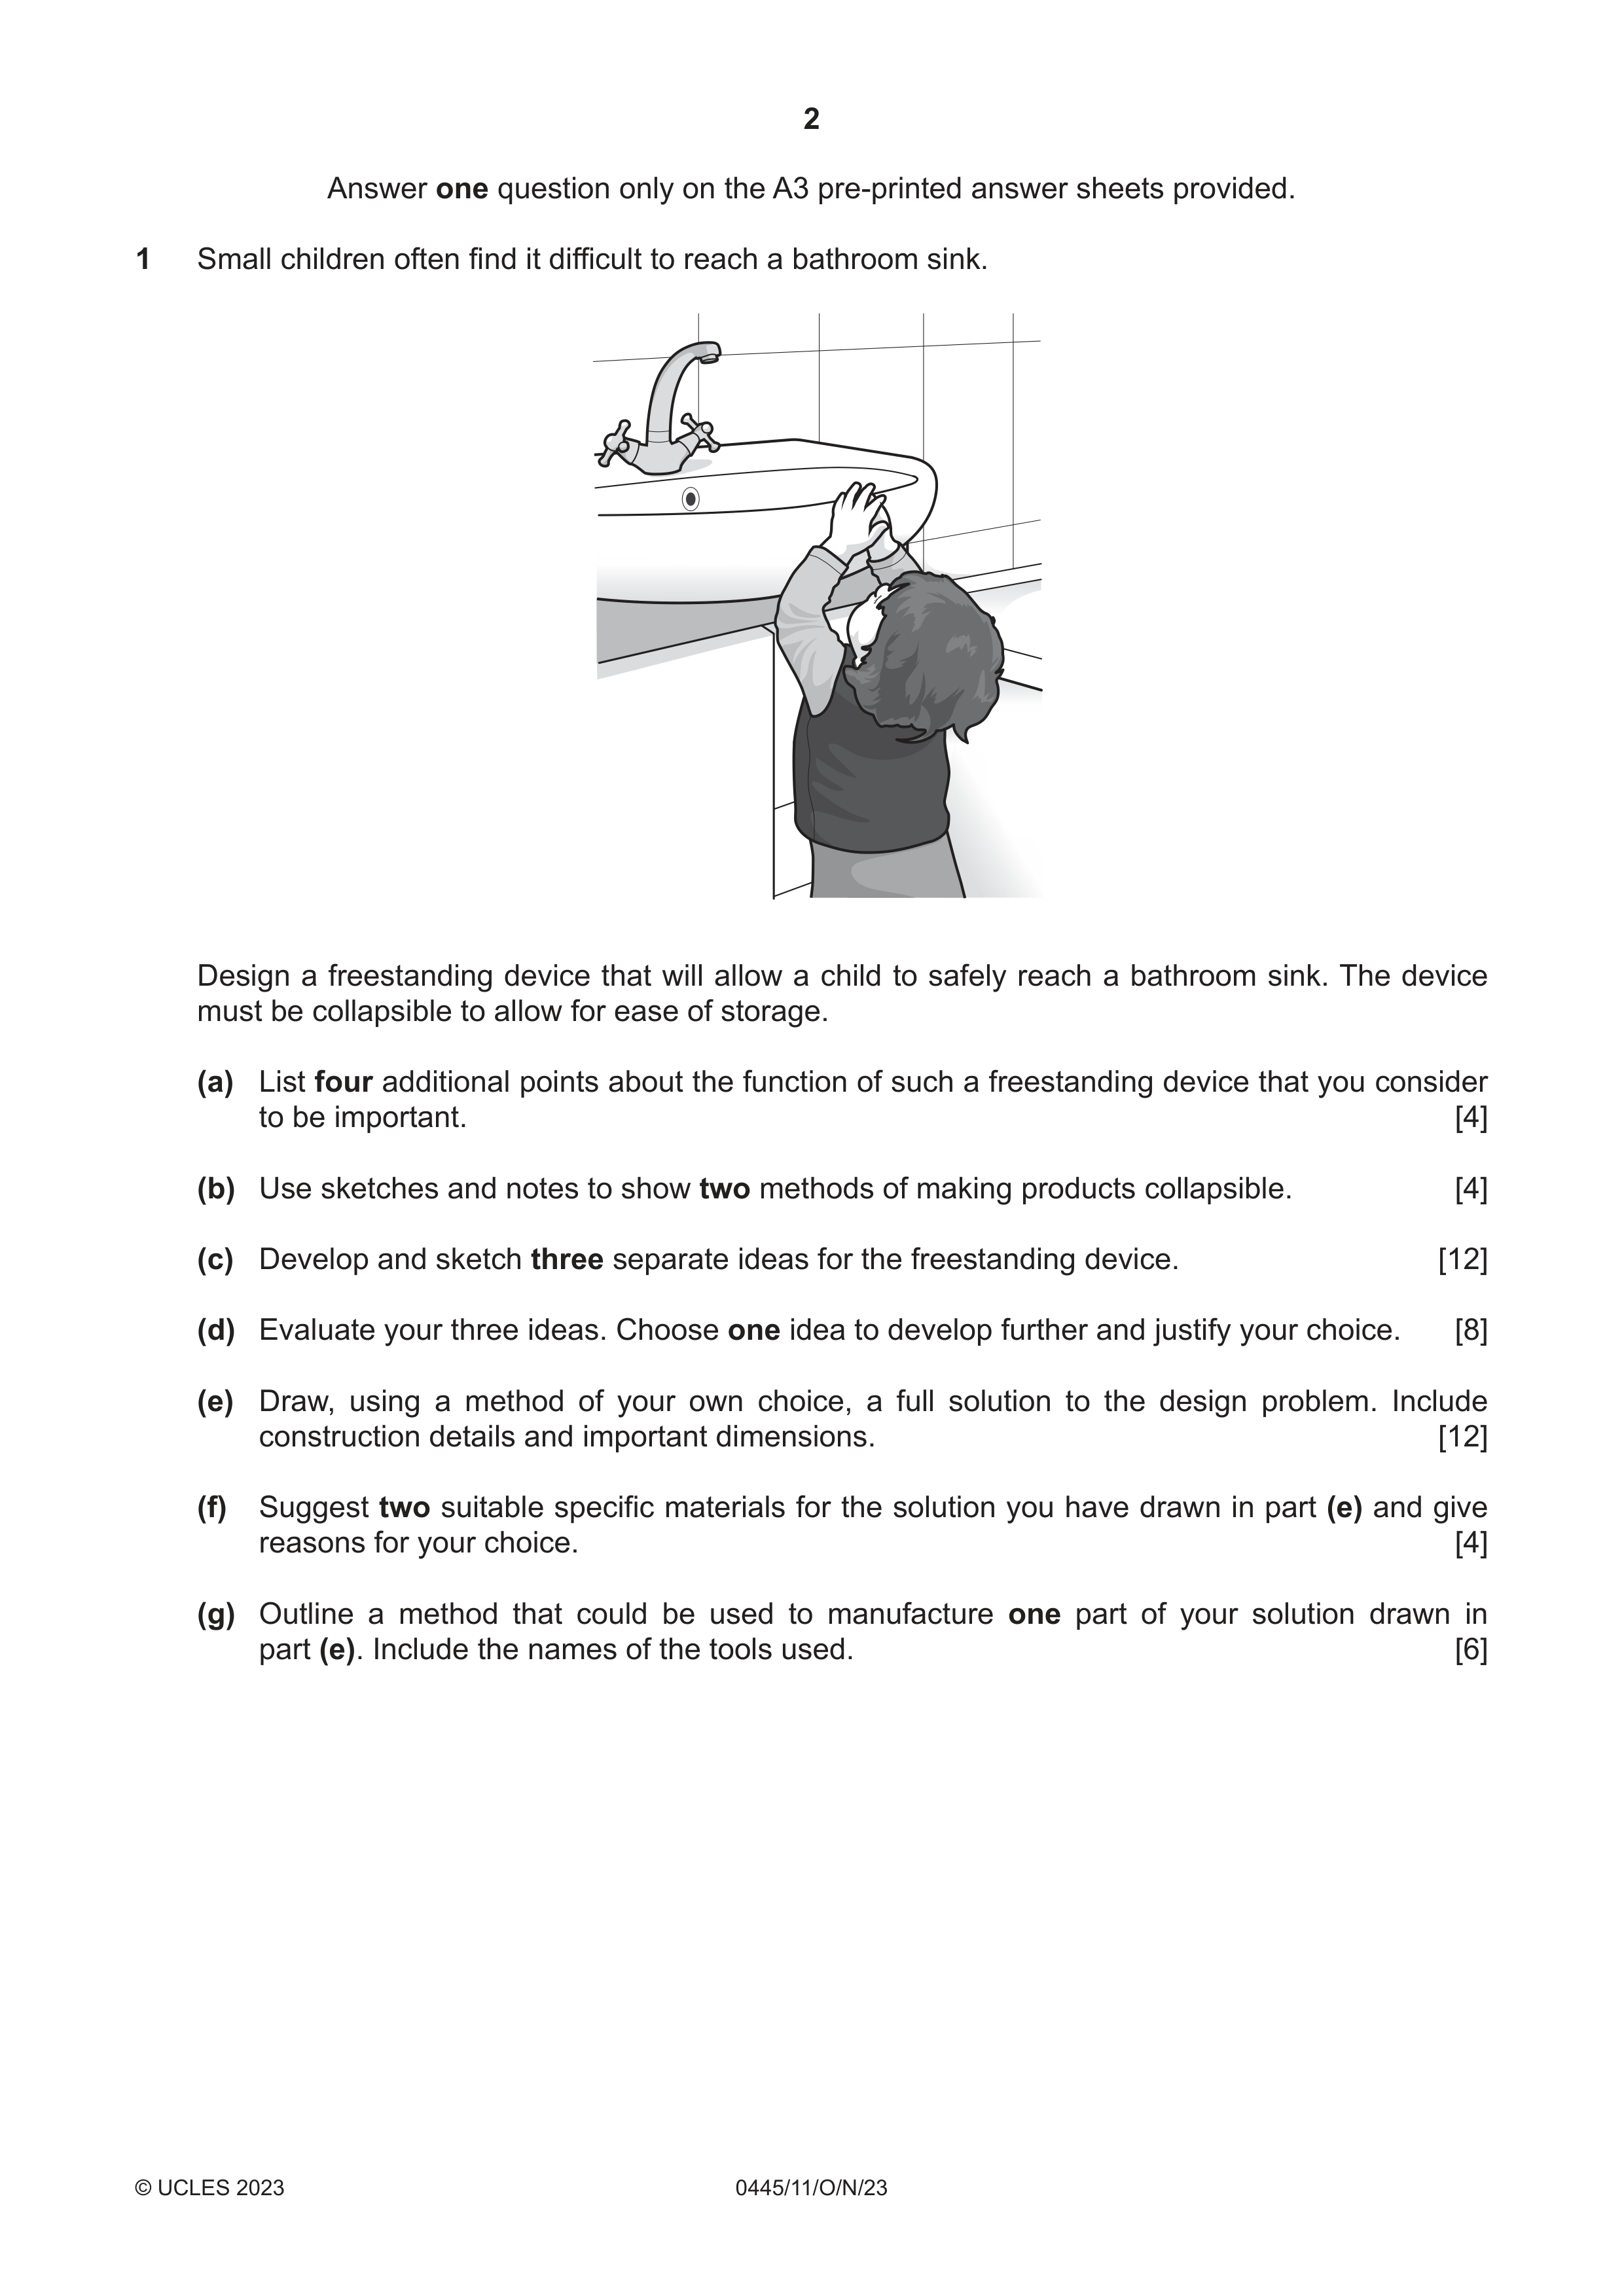 2
Answer one question only on the A3 pre-printed answer sheets provided.
1 Small children often find it difficult to reach a bathroom sink.
Design a freestanding device that will allow a child to safely reach a bathroom sink. The device
must be collapsible to allow for ease of storage.
(a) List four additional points about the function of such a freestanding device that you consider
to be important. [4]
(b) Use sketches and notes to show two methods of making products collapsible. [4]
(c) Develop and sketch three separate ideas for the freestanding device. [12]
(d) Evaluate your three ideas. Choose one idea to develop further and justify your choice. [8]
(e) Draw, using a method of your own choice, a full solution to the design problem. Include
construction details and important dimensions. [12]
(f) Suggest two suitable specific materials for the solution you have drawn in part (e) and give
reasons for your choice. [4]
(g) Outline a method that could be used to manufacture one part of your solution drawn in
part (e). Include the names of the tools used. [6]
© UCLES 2023 0445/11/O/N/23